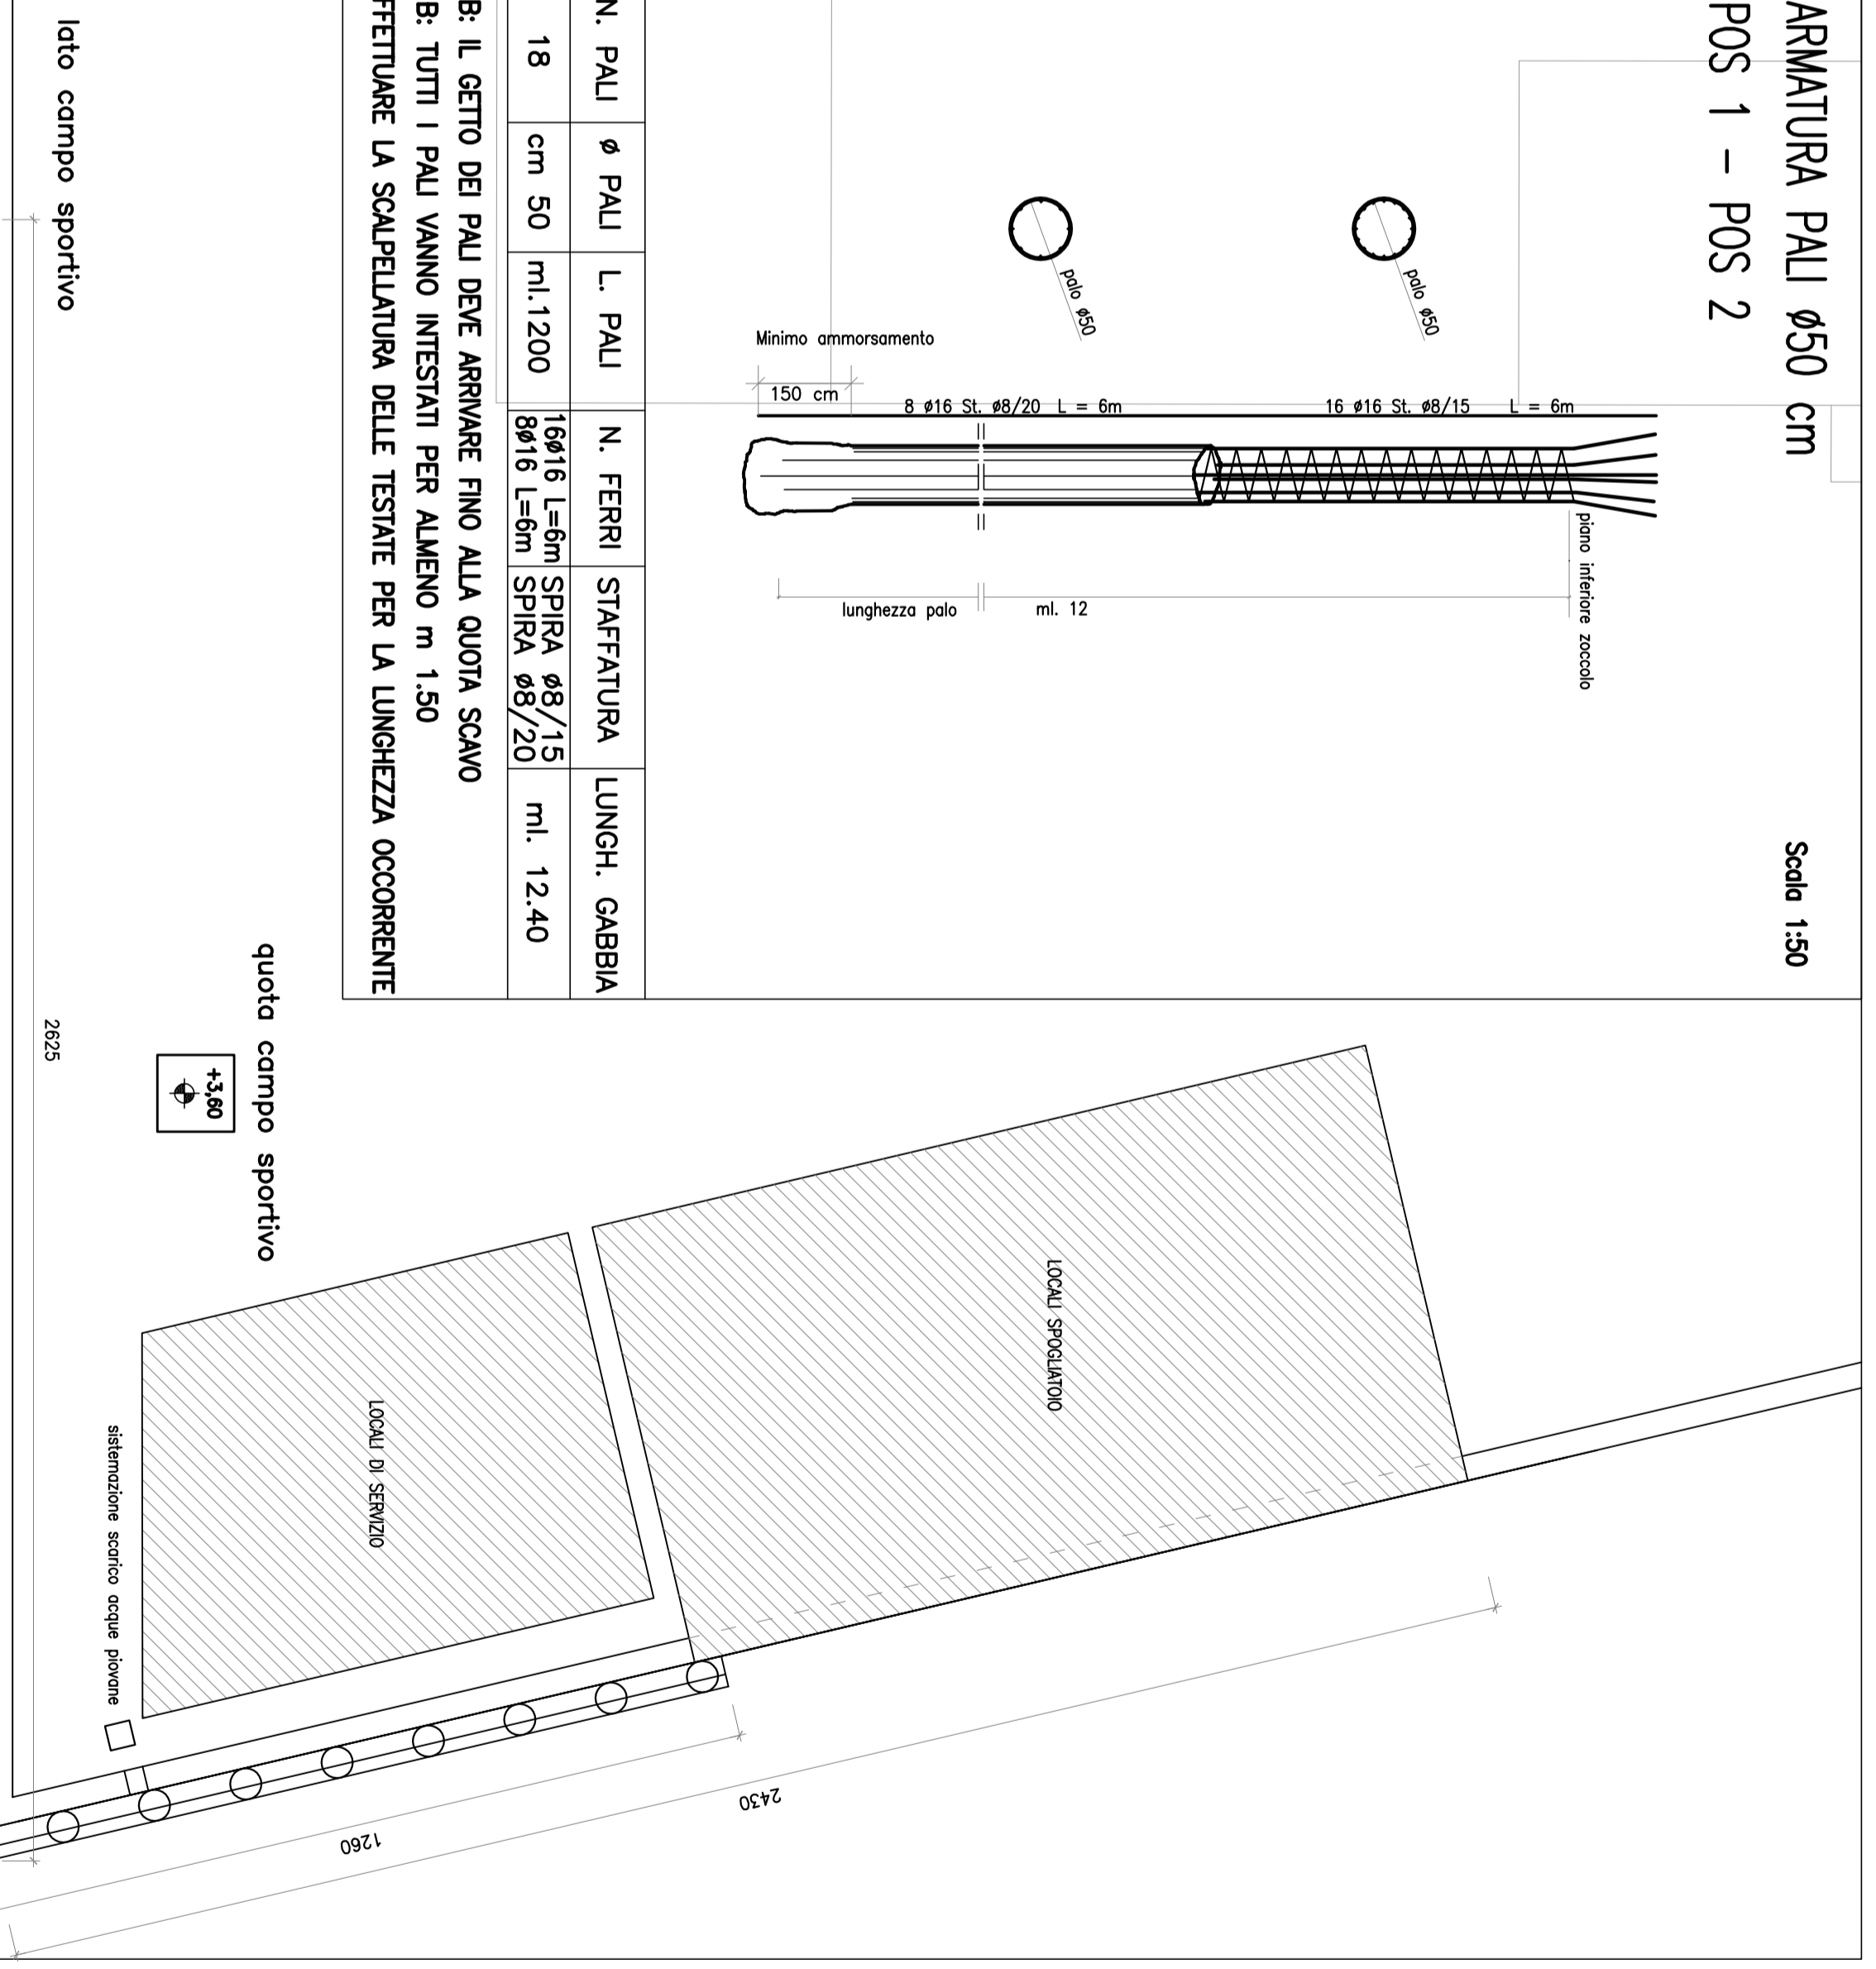 ARMATURA PALI Ø50 cm
POS 1 - POS 2
Scala 1:50
palo ø50
palo ø50
Minimo ammorsamento
150 cm
8 ø16 St. ø8/20 L = 6m
16 ø16 St. ø8/15 L = 6m
piano inferiore zoccolo
lunghezza palo
ml. 12
N. PALI ø PALI L. PALI N. FERRI STAFFATURA LUNGH. GABBIA
18 cm 50 ml.1200 16ø16 L=6m SPIRA ø8/15 ml. 12.40
8ø16 L=6m SPIRA ø8/20
B: IL GETTO DEI PALI DEVE ARRIVARE FINO ALLA QUOTA SCAVO
B: TUTTI I PALI VANNO INTESTATI PER ALMENO m 1.50
FFETTUARE LA SCALPELLATURA DELLE TESTATE PER LA LUNGHEZZA OCCORRENTE
LOCALI SPOGLIATOIO
LOCALI DI SERVIZIO
quota campo sportivo
+3,60
sistemazione scarico acque piovane
lato campo sportivo
2625
2430
1260